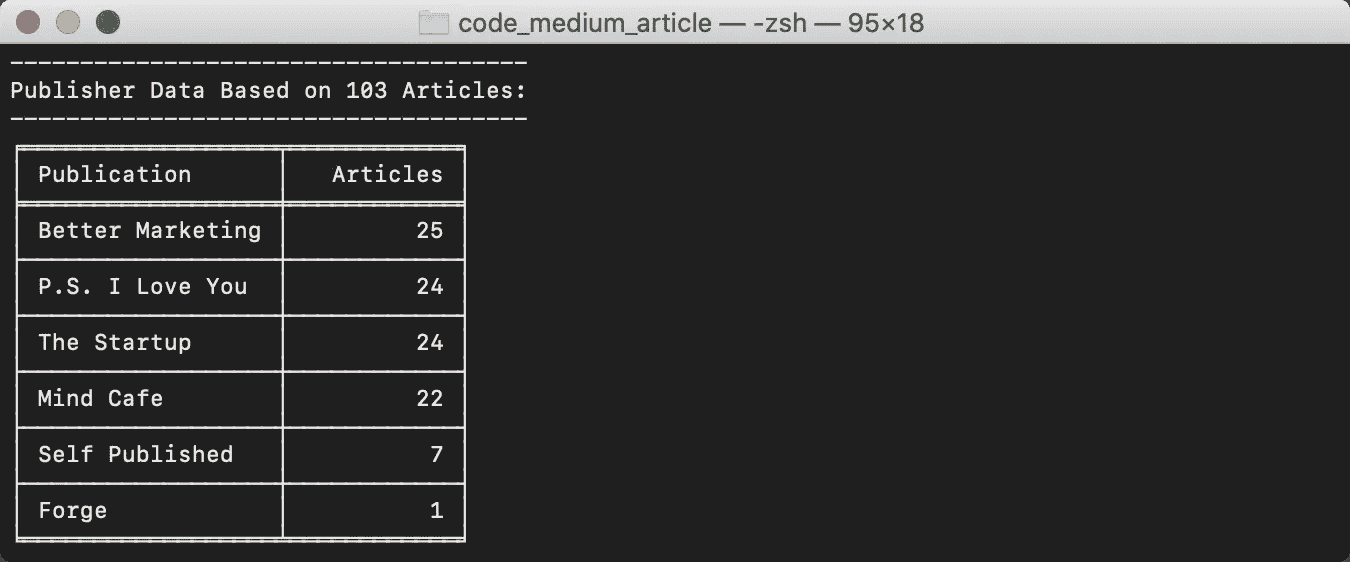 code_medium_article — -zsh — 95×18
-------------------------------------
Publisher Data Based on 103 Articles:
-------------------------------------
Publication Articles
Better Marketing 25
P.S. I Love You 24
The Startup 24
Mind Cafe 22
Self Published 7
Forge 1